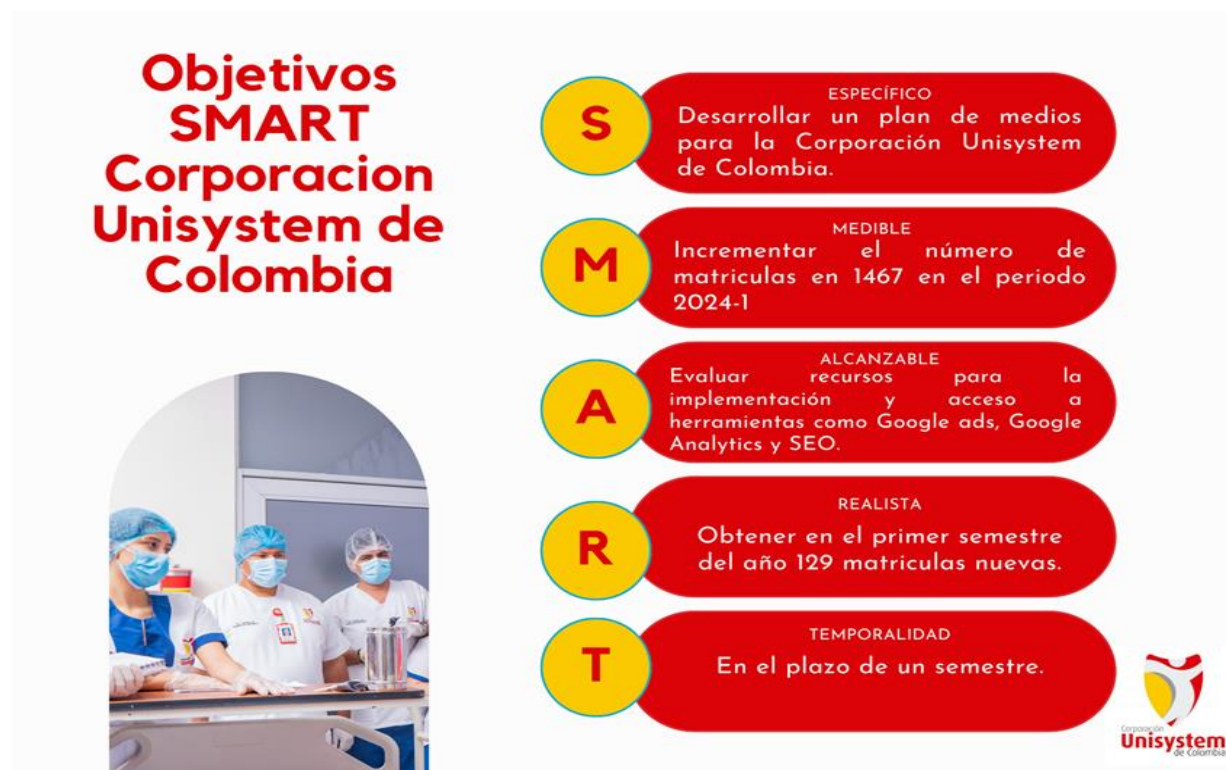 Objetivos
SMART
Corporacion
Unisystem de
Colombia
S
ESPECÍFICO
Desarrollar un plan de medios
para la Corporación Unisystem
de Colombia.
M
MEDIBLE
Incrementar el número de
matriculas en 1467 en el periodo
2024-1
A
ALCANZABLE
Evaluar recursos para la
implementación y acceso a
herramientas como Google ads, Google
Analytics y SEO.
R
REALISTA
Obtener en el primer semestre
del año 129 matriculas nuevas.
T
TEMPORALIDAD
En el plazo de un semestre.
Corporación
Unisystem
de Colombia